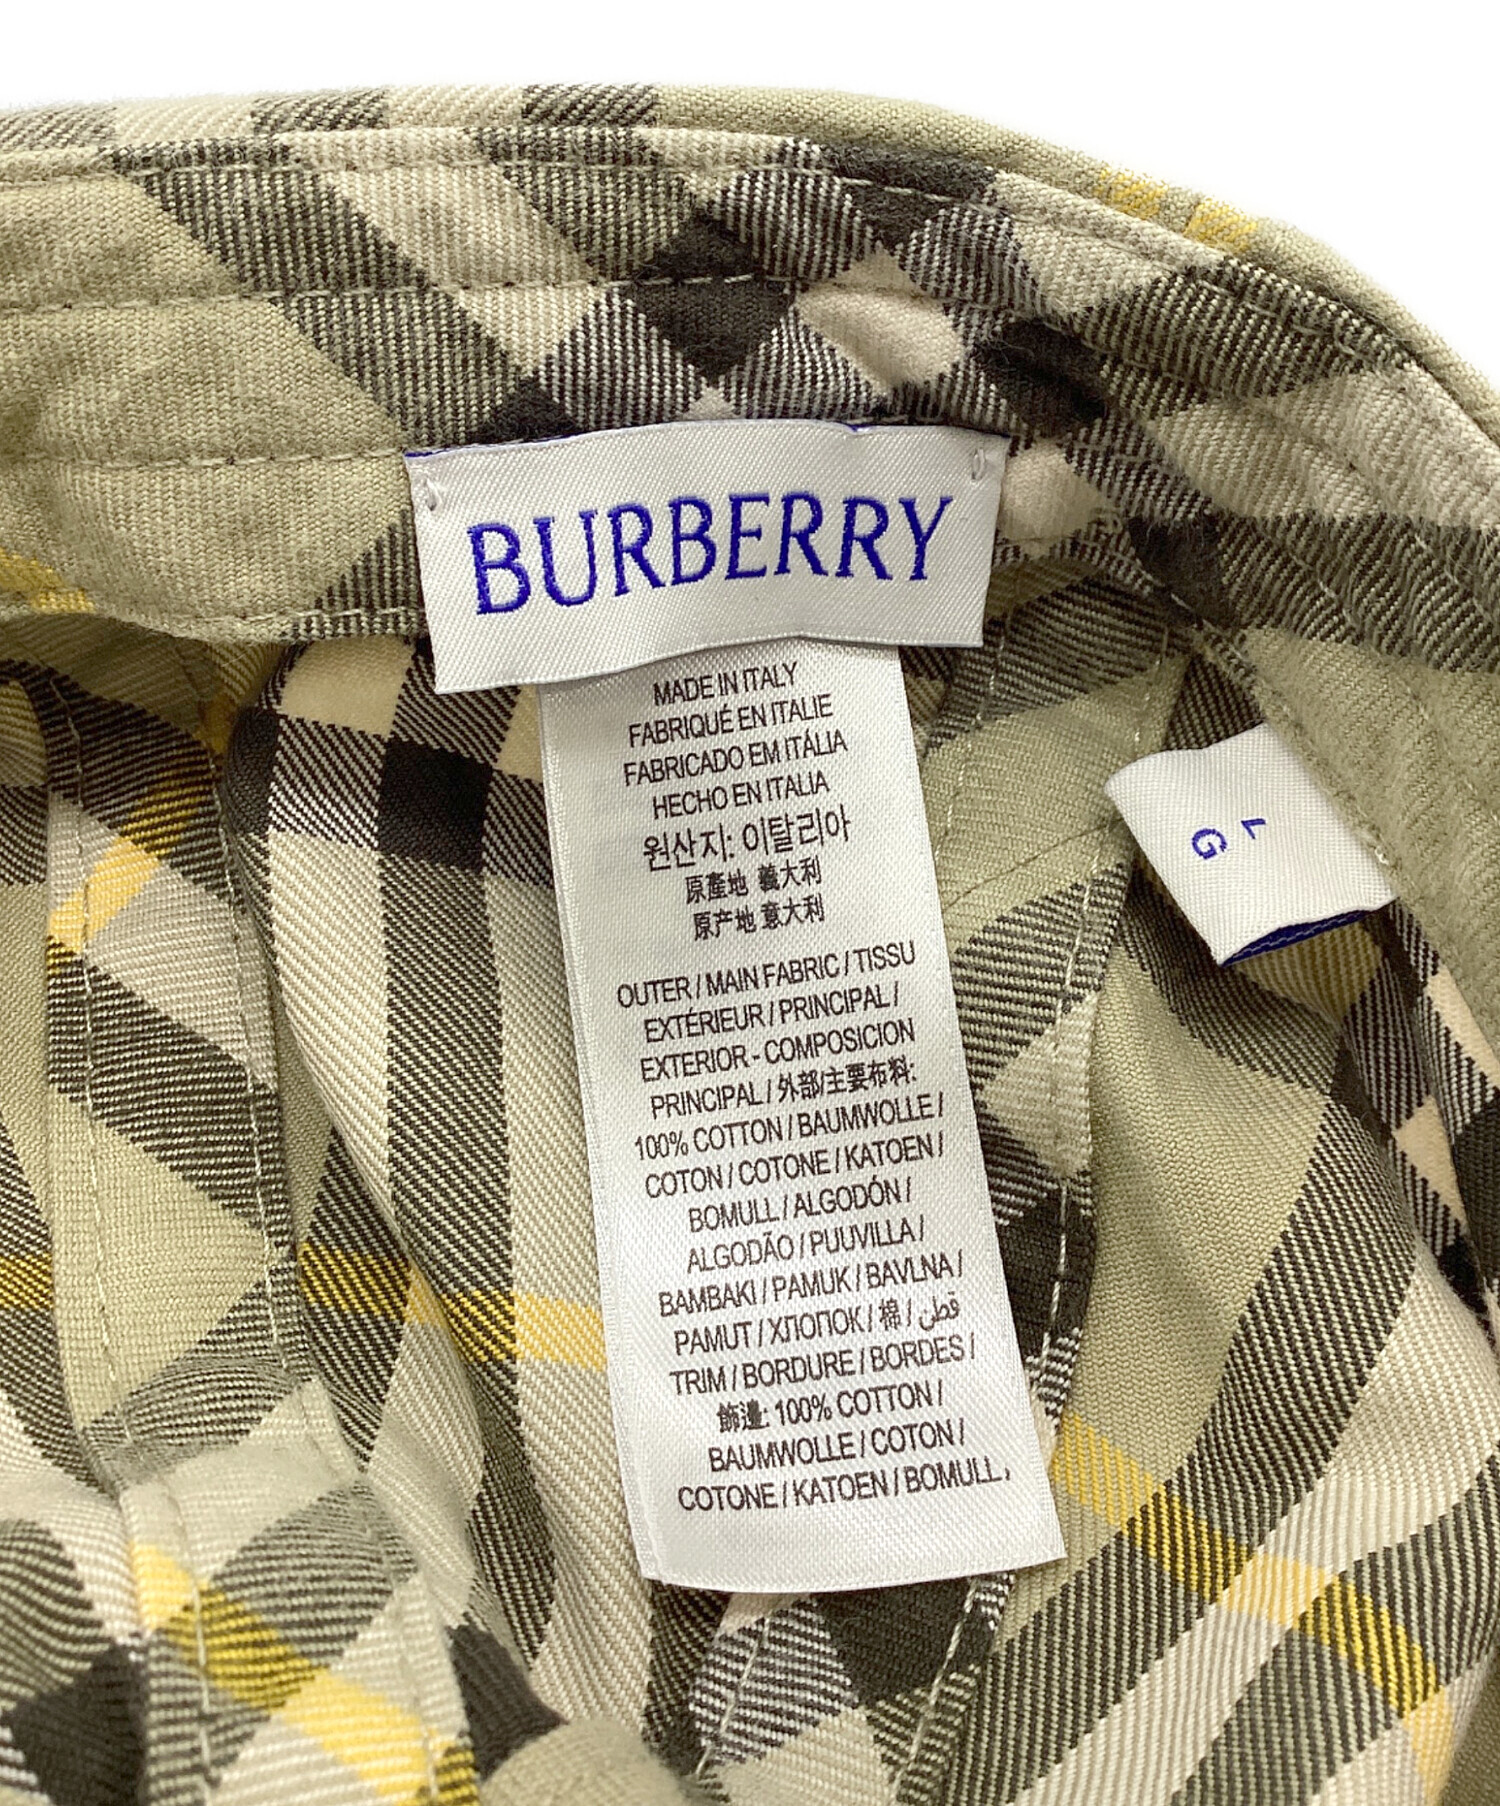 BURBERRY
MADE IN ITALY
FABRIQUÉ EN ITALIE
FABRICADO EM ITÁLIA
HECHO EN ITALIA
원산지: 이탈리아
原產地 義大利
原产地 意大利
OUTER / MAIN FABRIC / TISSU
EXTÉRIEUR / PRINCIPAL /
EXTERIOR - COMPOSICION
PRINCIPAL / 外部/主要布料:
100% COTTON / BAUMWOLLE /
COTON / COTONE / KATOEN /
BOMULL / ALGODÓN /
ALGODÃO / PUUVILLA /
BAMBAKI / PAMUK / BAVLNA /
PAMUT / ХЛОПОК / 棉 / قطن /
TRIM / BORDURE / BORDES /
飾邊: 100% COTTON /
BAUMWOLLE / COTON /
COTONE / KATOEN / BOMULL,
L
G